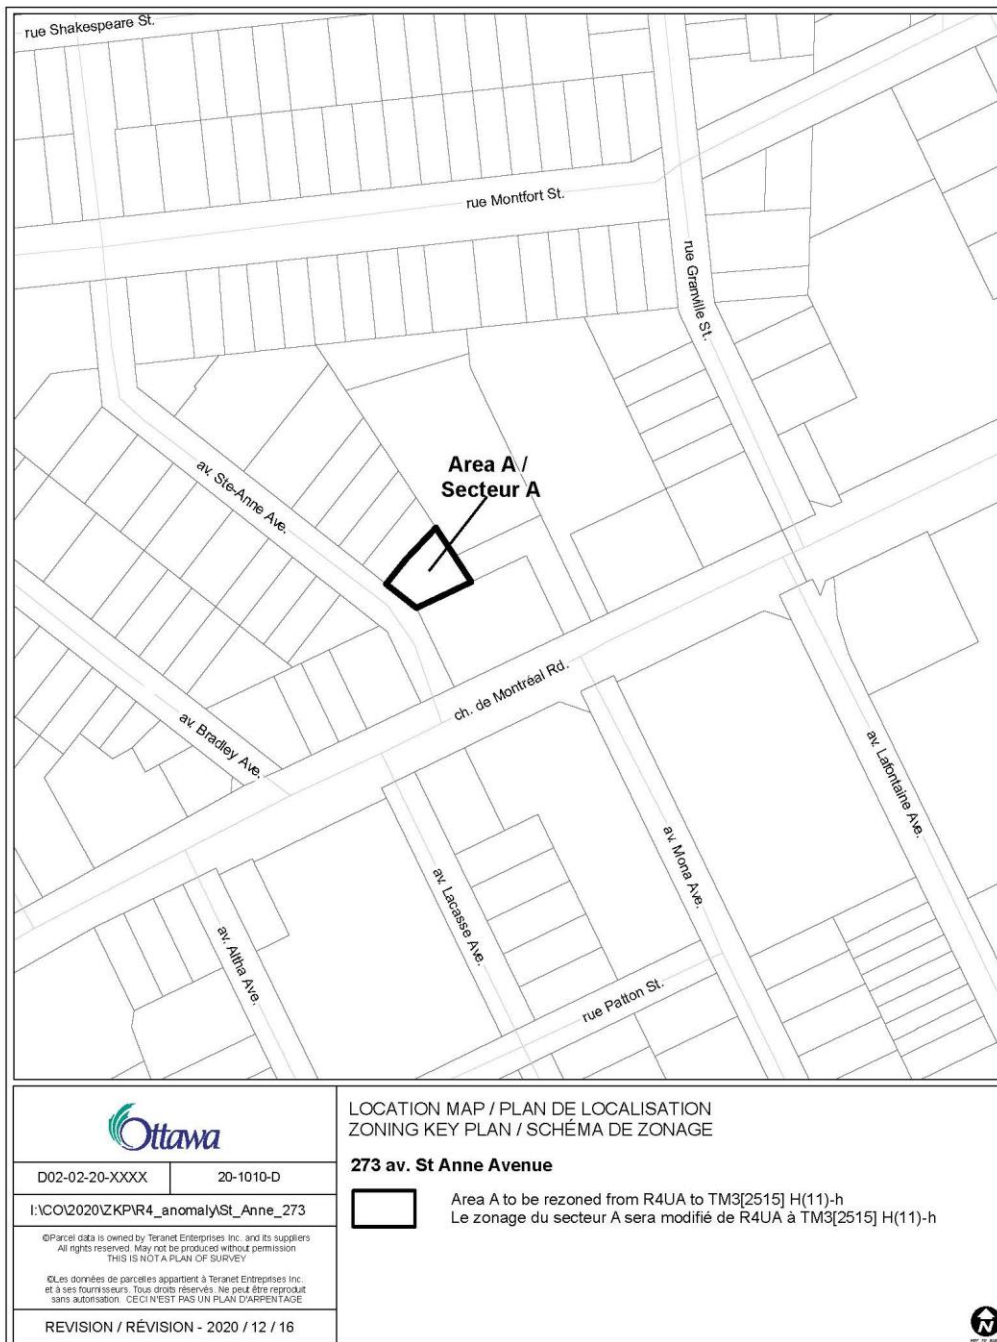 rue Shakespeare St.
rue Montfort St.
rue Granville St.
Area A /
Secteur A
av. Ste-Anne Ave.
ch. de Montréal Rd.
av. Bradley Ave.
av. Lafontaine Ave.
av. Mona Ave.
av. Lacasse Ave.
av. Altha Ave.
rue Patton St.
Ottawa
D02-02-20-XXXX
20-1010-D
I:\CO\2020\ZKP\R4_anomaly\St_Anne_273
©Parcel data is owned by Teranet Enterprises Inc. and its suppliers
All rights reserved. May not be produced without permission
THIS IS NOT A PLAN OF SURVEY
©Les données de parcelles appartient à Teranet Entreprises Inc.
et à ses fournisseurs. Tous droits réservés. Ne peut être reproduit
sans autorisation. CECI N'EST PAS UN PLAN D'ARPENTAGE
REVISION / RÉVISION - 2020 / 12 / 16
LOCATION MAP / PLAN DE LOCALISATION
ZONING KEY PLAN / SCHÉMA DE ZONAGE
273 av. St Anne Avenue
Area A to be rezoned from R4UA to TM3[2515] H(11)-h
Le zonage du secteur A sera modifié de R4UA à TM3[2515] H(11)-h
N